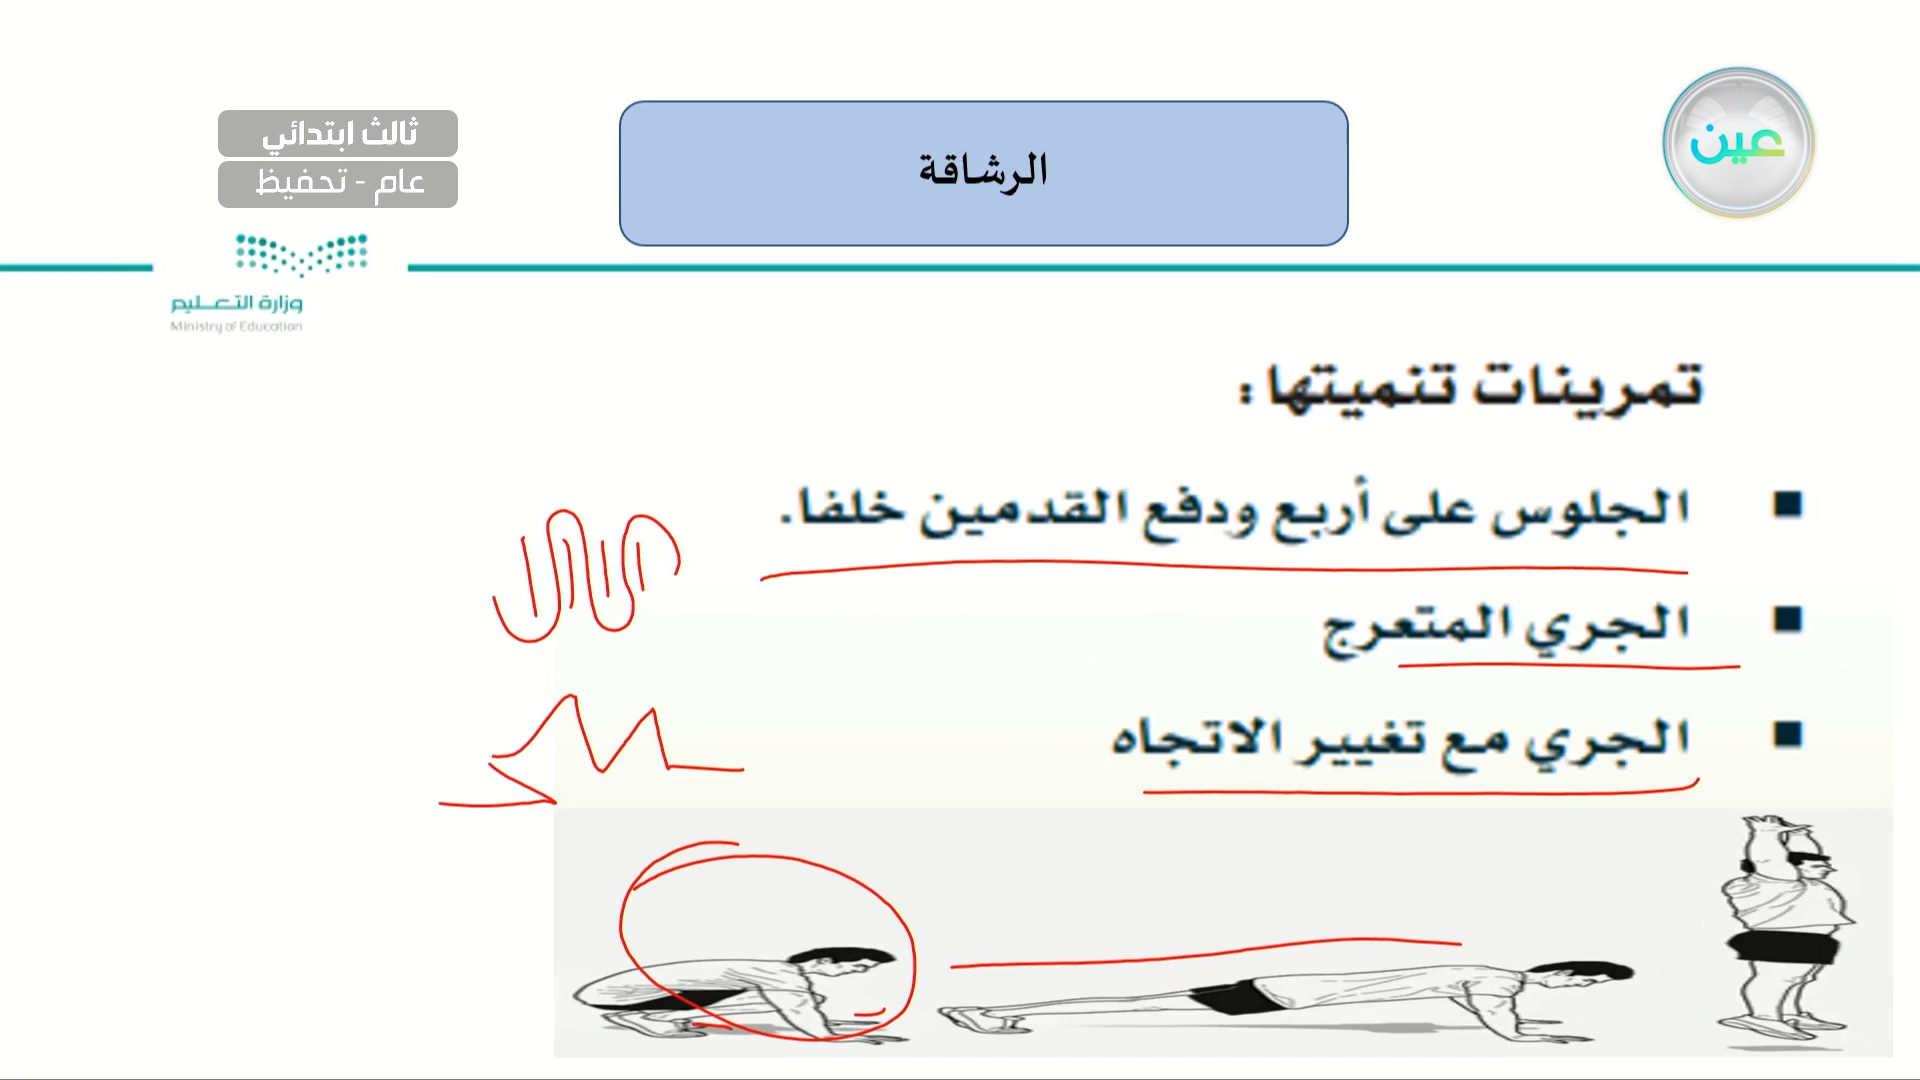 عين
الرشاقة
ثالث ابتدائي
عام - تحفيظ
وزارة التعليم
Ministry of Education
تمرينات تنميتها :
■ الجلوس على أربع ودفع القدمين خلفا.
■ الجري المتعرج
■ الجري مع تغيير الاتجاه